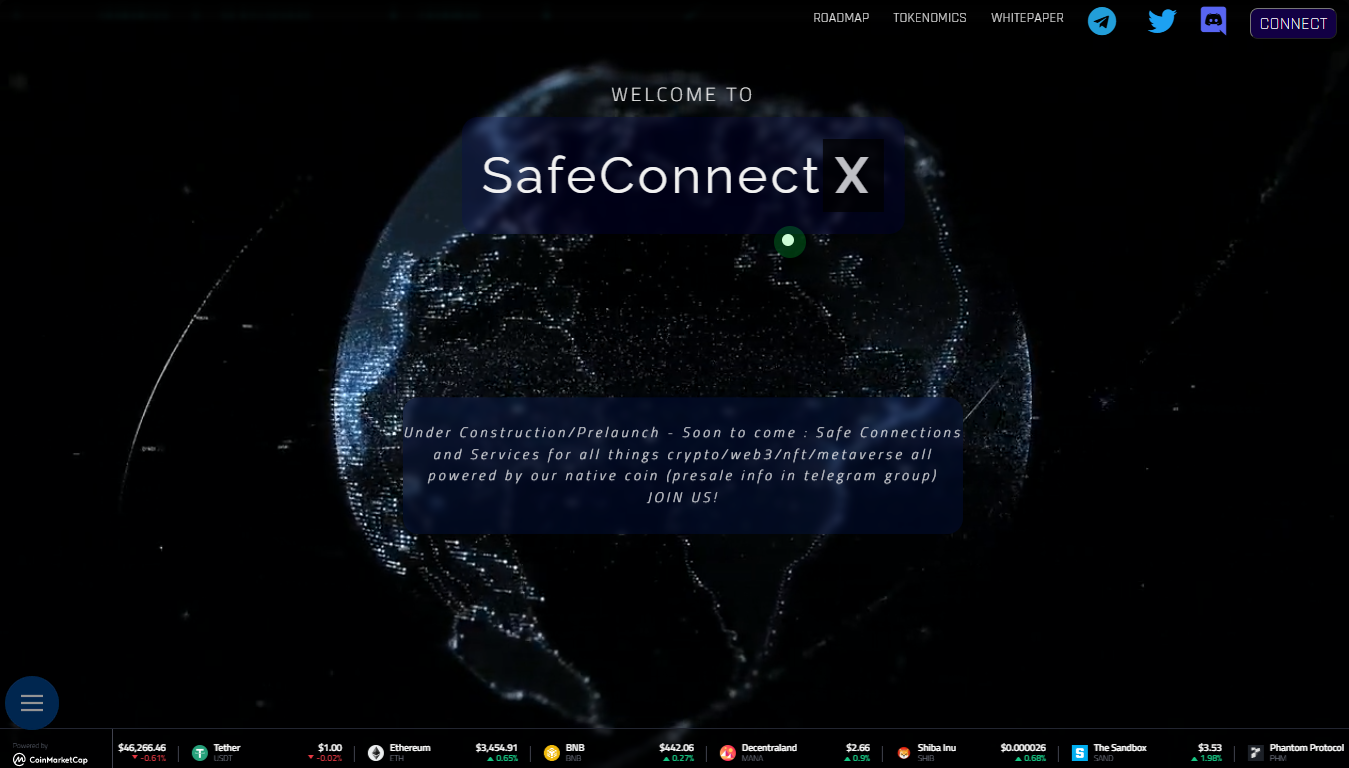 ROADMAP TOKENOMICS WHITEPAPER CONNECT
WELCOME TO
SafeConnect X
Under Construction/Prelaunch - Soon to come : Safe Connections
and Services for all things crypto/web3/nft/metaverse all
powered by our native coin (presale info in telegram group)
JOIN US!
Powered by
CoinMarketCap
$46,266.46
-0.61%
Tether $1.00
USDT -0.02%
Ethereum $3,454.91
ETH 0.65%
BNB $442.06
BNB 0.27%
Decentraland $2.66
MANA 0.9%
Shiba Inu $0.000026
SHIB 0.68%
The Sandbox $3.53
SAND 1.98%
Phantom Protocol
PHM